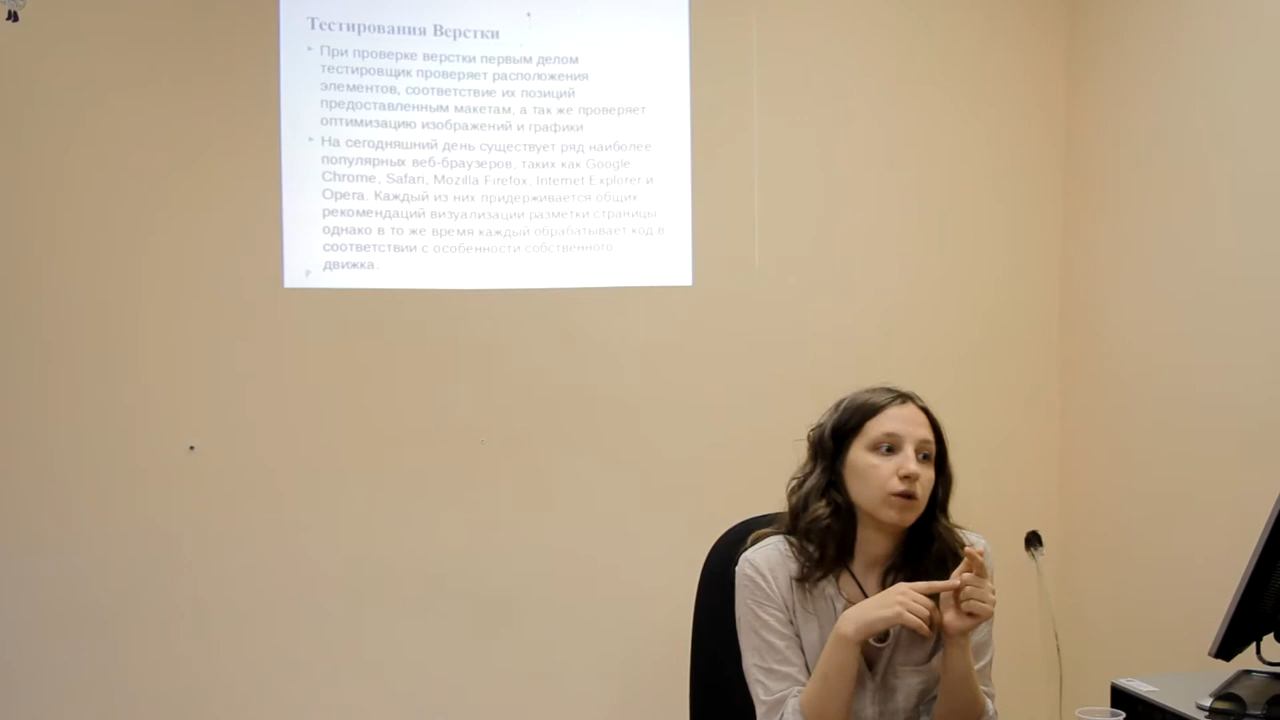 Тестирования Верстки
При проверке верстки первым делом
тестировщик проверяет расположения
элементов, соответствие их позиций
предоставленным макетам, а так же проверяет
оптимизацию изображений и графики
На сегодняшний день существует ряд наиболее
популярных веб-браузеров, таких как Google
Chrome, Safari, Mozilla Firefox, Internet Explorer и
Opera. Каждый из них придерживается общих
рекомендаций визуализации разметки страницы
однако в то же время каждый обрабатывает код в
соответствии с особенности собственного
движка.